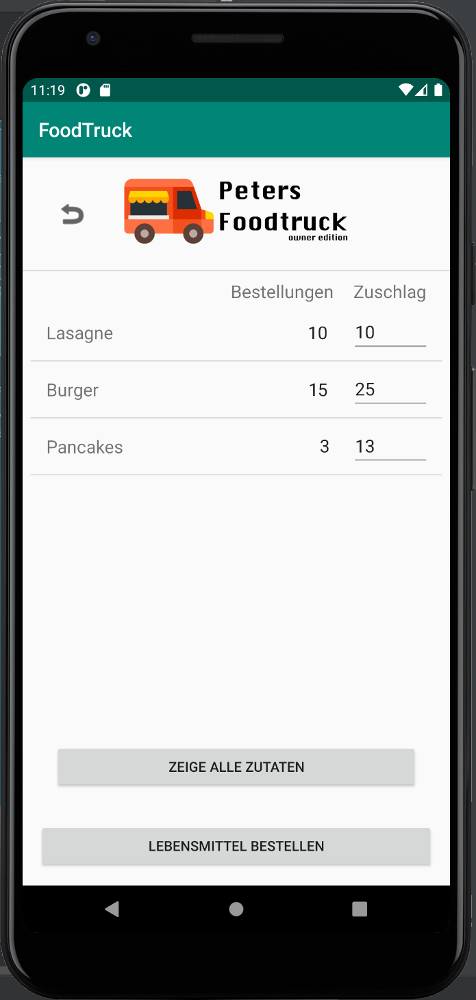 11:19
FoodTruck
Peters
Foodtruck
owner edition
Bestellungen Zuschlag
Lasagne 10 10
Burger 15 25
Pancakes 3 13
ZEIGE ALLE ZUTATEN
LEBENSMITTEL BESTELLEN